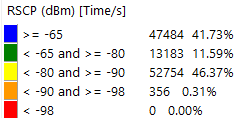 RSCP (dBm) [Time/s]
>= -65 47484 41.73%
< -65 and >= -80 13183 11.59%
< -80 and >= -90 52754 46.37%
< -90 and >= -98 356 0.31%
< -98 0 0.00%